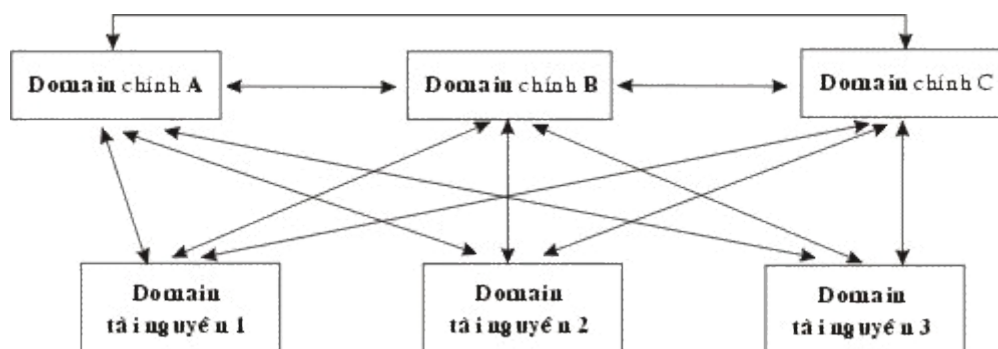 Domain chính A
Domain chính B
Domain chính C
Domain
tài nguyên 1
Domain
tài nguyên 2
Domain
tài nguyên 3